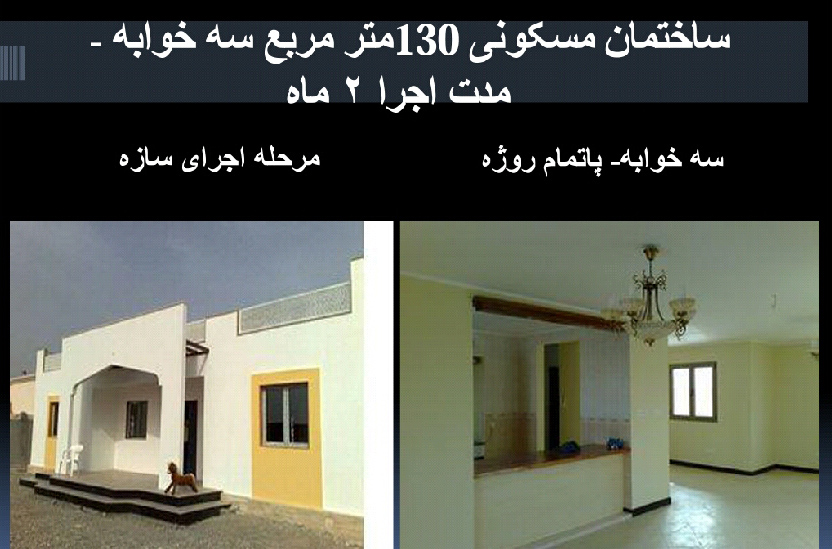 ساختمان مسکونی 130متر مربع سه خوابه -
مدت اجرا ۲ ماه
سه خوابه- پاتمام روژه
مرحله اجرای سازه